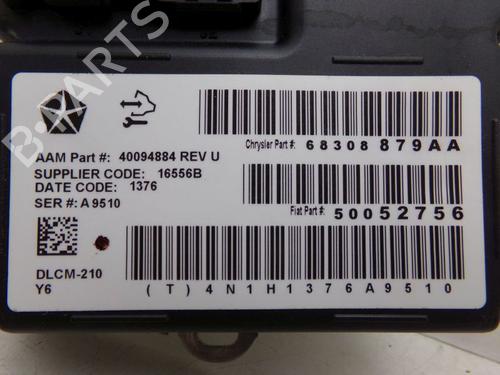 Chrysler Part #: 68308879AA
AAM Part #: 40094884 REV U
SUPPLIER CODE: 16556B
DATE CODE: 1376
SER #: A9510
Fiat Part #: 50052756
DLCM-210
Y6
(T)4N1H1376A9510
B-PARTS